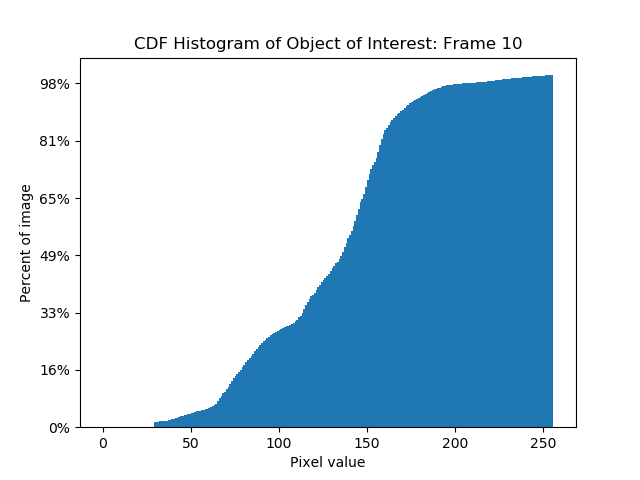 CDF Histogram of Object of Interest: Frame 10
98%
81%
65%
49%
33%
16%
0%
Percent of image
0 50 100 150 200 250
Pixel value